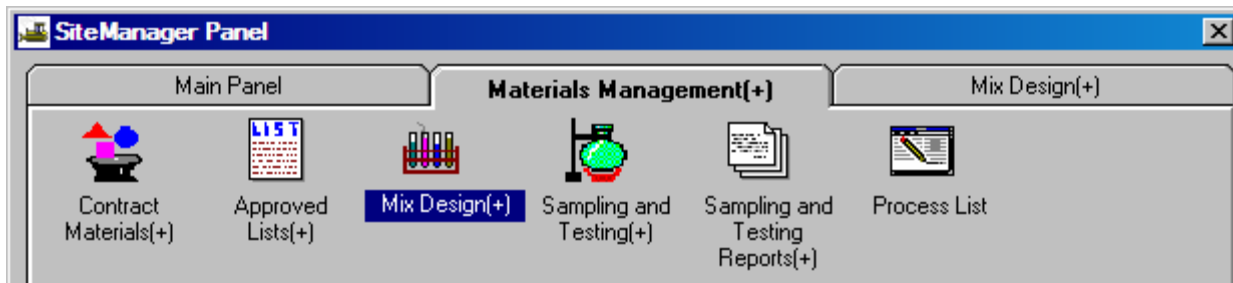 SiteManager Panel
Main Panel
Materials Management(+)
Mix Design(+)
LIST
Contract
Materials(+)
Approved
Lists(+)
Mix Design(+)
Sampling and
Testing(+)
Sampling and
Testing
Reports(+)
Process List